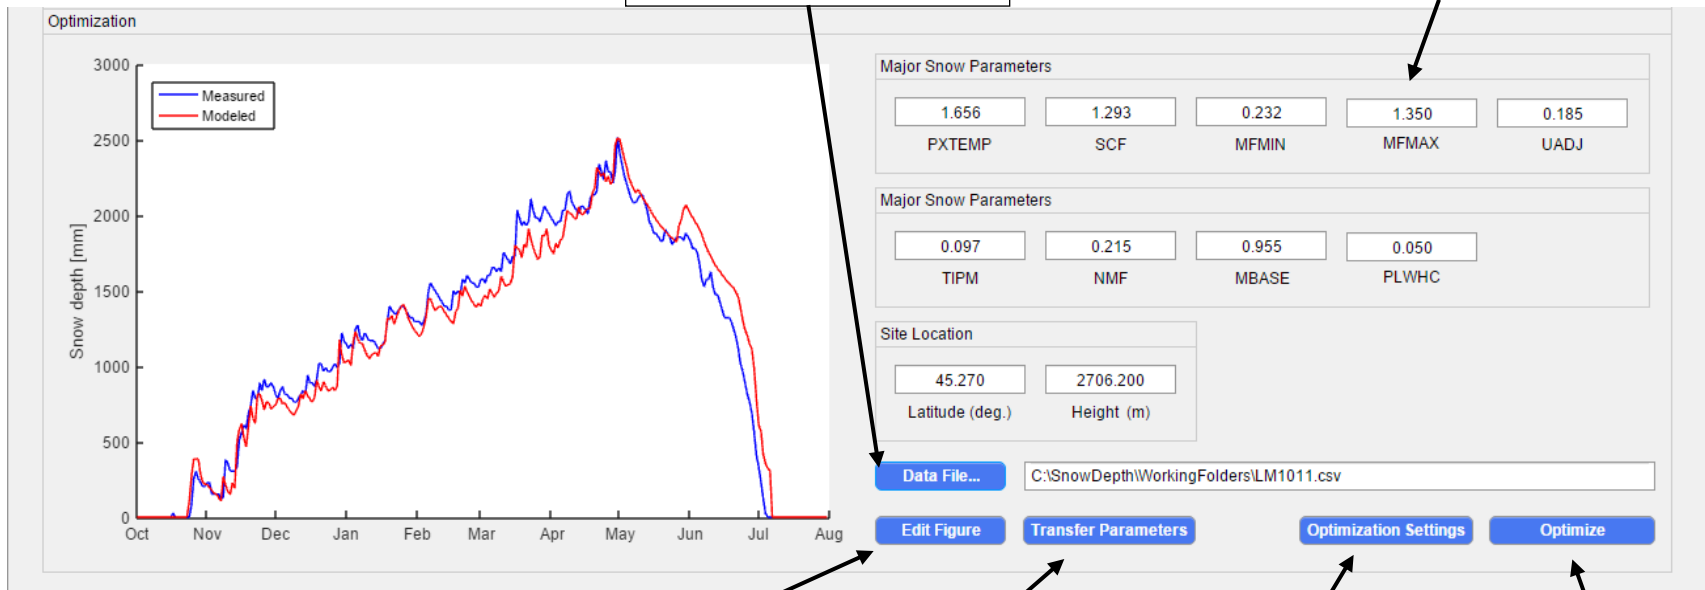 Optimization
3000
2500
2000
1500
1000
500
0
Snow depth [mm]
Measured
Modeled
Oct Nov Dec Jan Feb Mar Apr May Jun Jul Aug
Major Snow Parameters
1.656 1.293 0.232 1.350 0.185
PXTEMP SCF MFMIN MFMAX UADJ
Major Snow Parameters
0.097 0.215 0.955 0.050
TIPM NMF MBASE PLWHC
Site Location
45.270 2706.200
Latitude (deg.) Height (m)
Data File... C:\SnowDepth\WorkingFolders\LM1011.csv
Edit Figure Transfer Parameters Optimization Settings Optimize